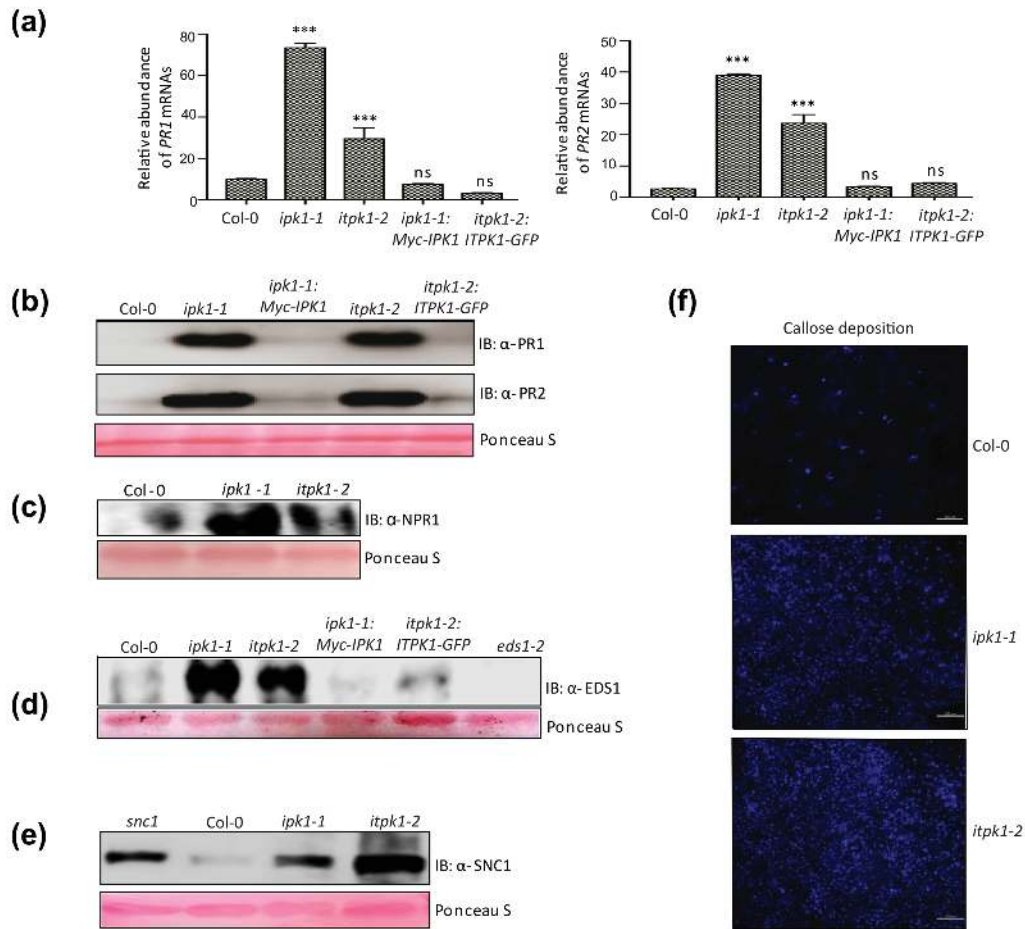 (a)
Relative abundance
of PR1 mRNAs
80
60
40
20
0
***
***
ns
ns
Col-0
ipk1-1
itpk1-2
ipk1-1:
Myc-IPK1
itpk1-2:
ITPK1-GFP
Relative abundance
of PR2 mRNAs
50
40
30
20
10
0
***
***
ns
ns
Col-0
ipk1-1
itpk1-2
ipk1-1:
Myc-IPK1
itpk1-2:
ITPK1-GFP
(b)
Col-0
ipk1-1
ipk1-1:
Myc-IPK1
itpk1-2
itpk1-2:
ITPK1-GFP
IB: α-PR1
IB: α-PR2
Ponceau S
(c)
Col-0
ipk1-1
itpk1-2
IB: α-NPR1
Ponceau S
(d)
Col-0
ipk1-1
itpk1-2
ipk1-1:
Myc-IPK1
itpk1-2:
ITPK1-GFP
eds1-2
IB: α-EDS1
Ponceau S
(e)
snc1
Col-0
ipk1-1
itpk1-2
IB: α-SNC1
Ponceau S
(f)
Callose deposition
Col-0
ipk1-1
itpk1-2